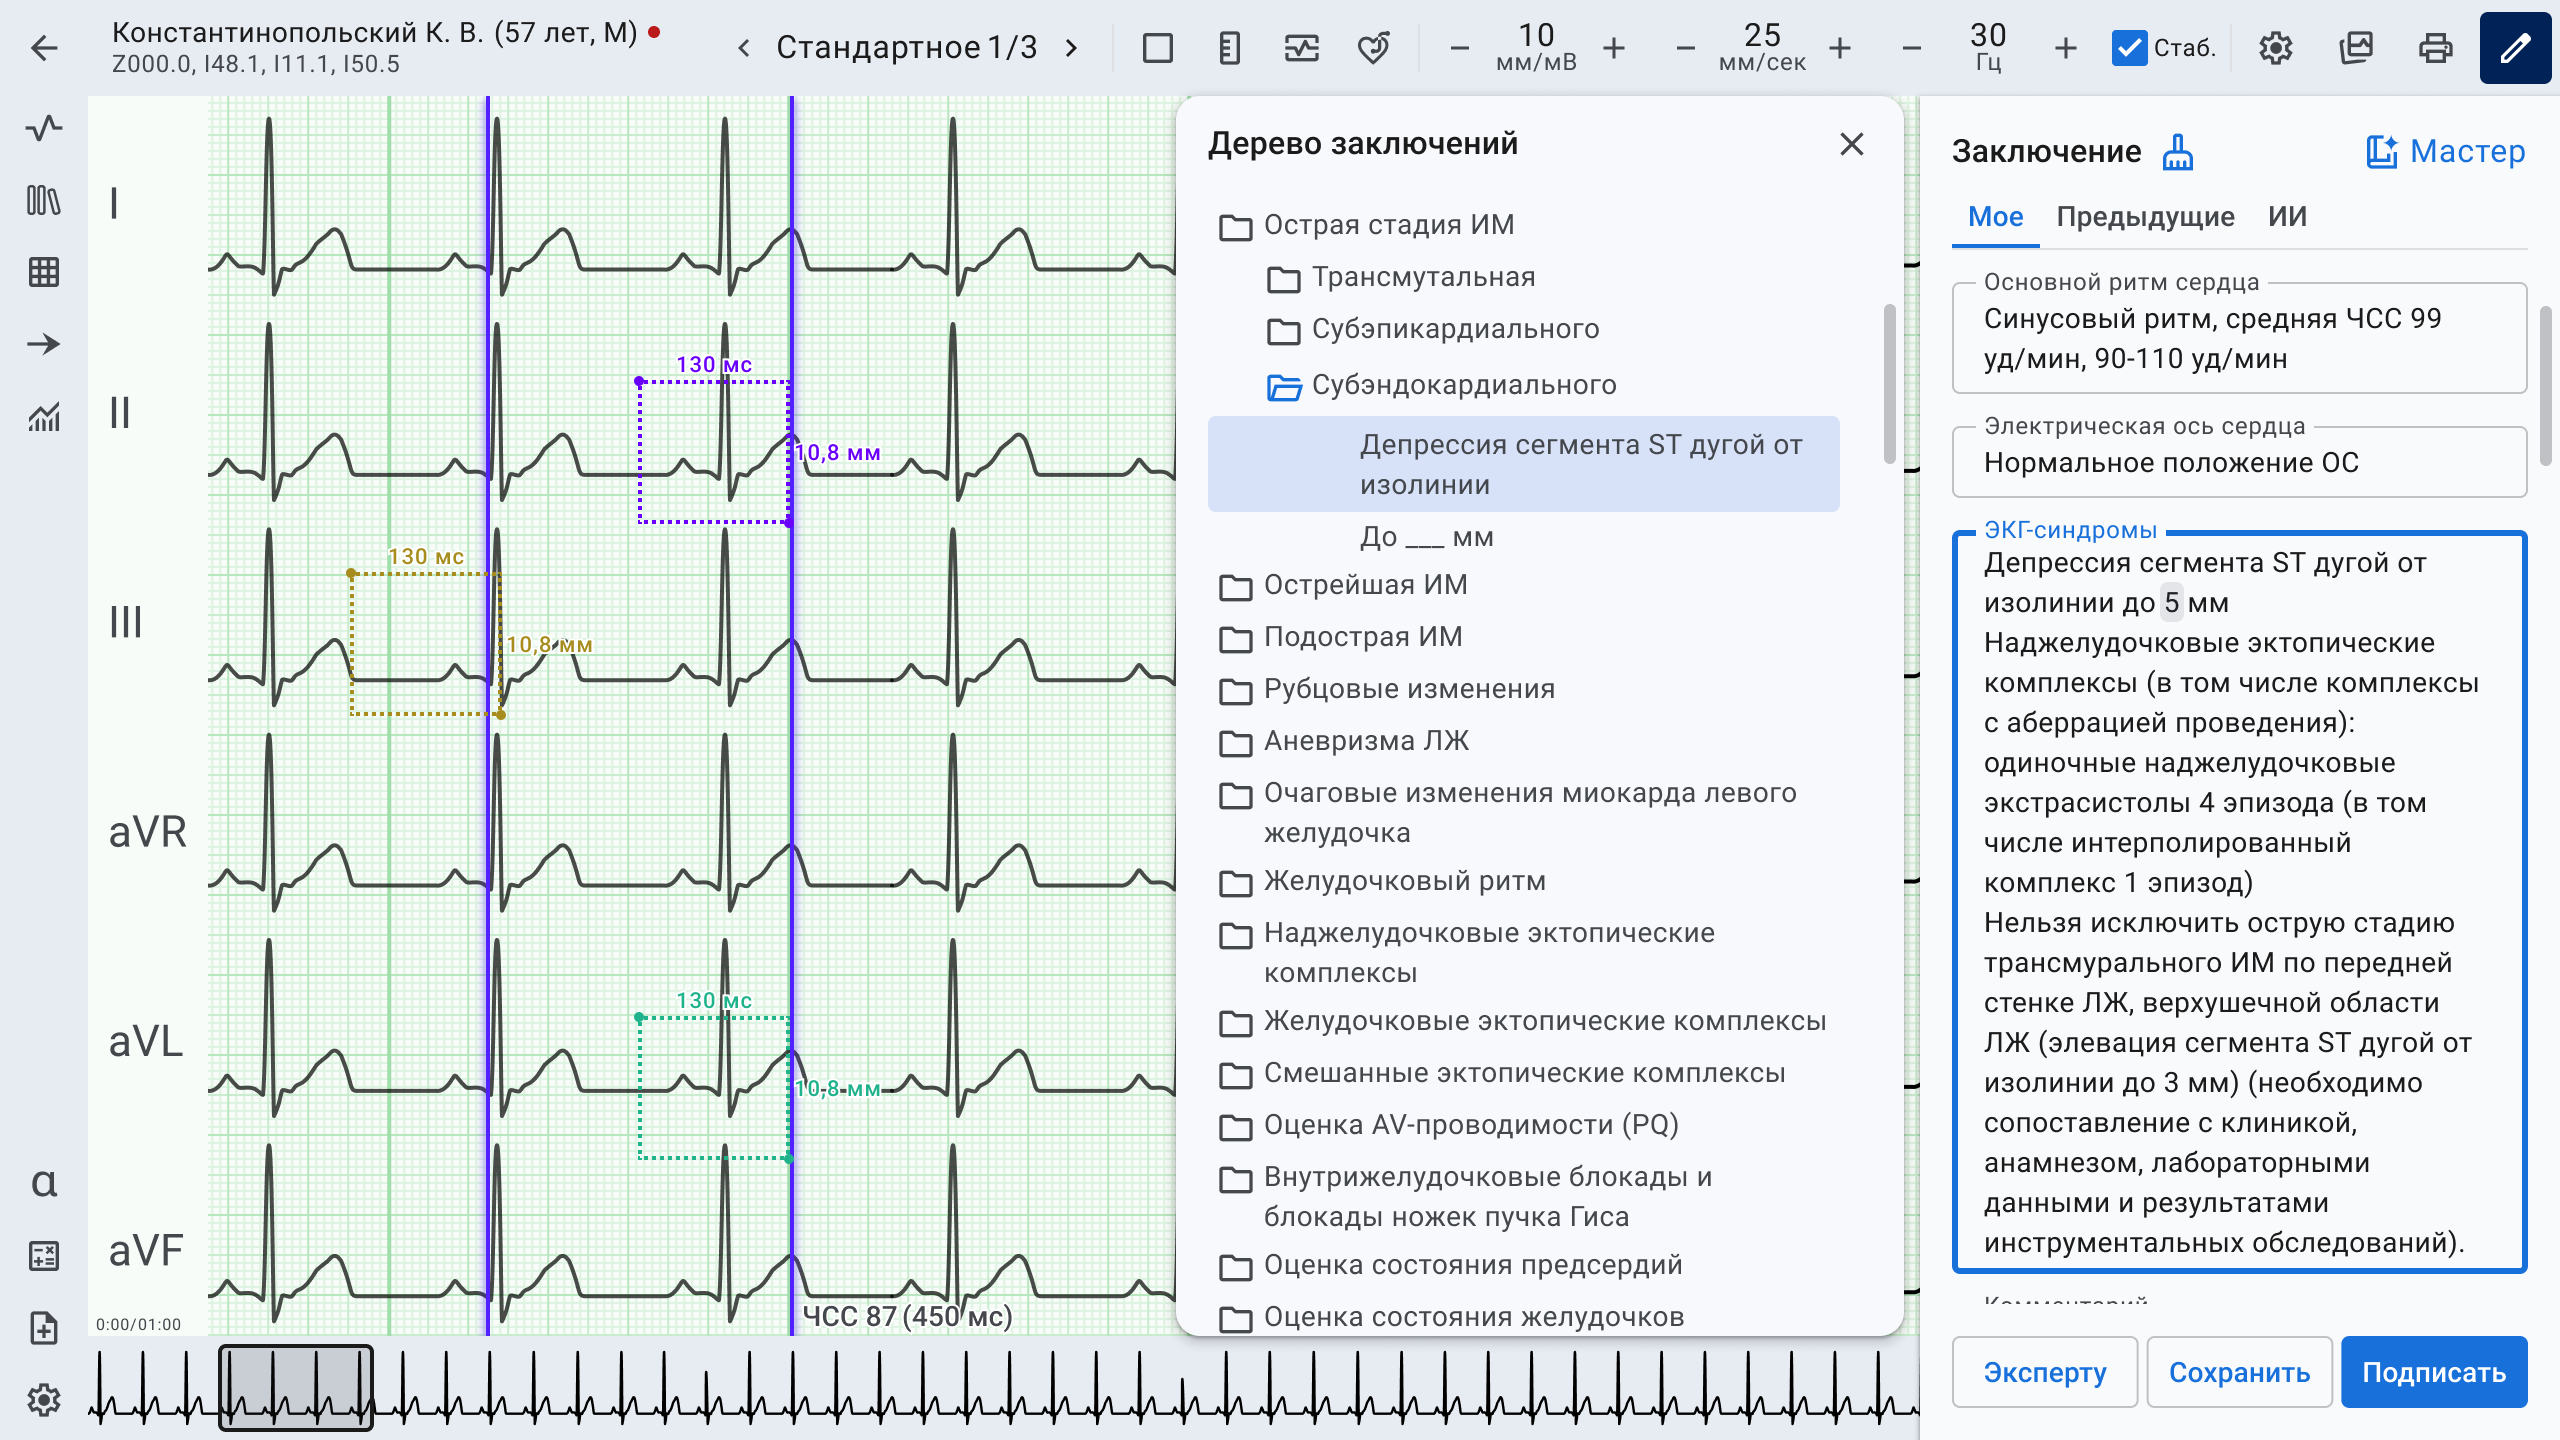 Константинопольский К. В. (57 лет, М)
Z000.0, I48.1, I11.1, I50.5
Стандартное 1/3
10
мм/мВ
25
мм/сек
30
Гц
Стаб.
I
II
III
aVR
aVL
aVF
130 мс
10,8 мм
130 мс
10,8 мм
130 мс
10,8 мм
ЧСС 87 (450 мс)
0:00/01:00
α
Дерево заключений
Острая стадия ИМ
Трансмутальная
Субэпикардиального
Субэндокардиального
Депрессия сегмента ST дугой от
изолинии
До ___ мм
Острейшая ИМ
Подострая ИМ
Рубцовые изменения
Аневризма ЛЖ
Очаговые изменения миокарда левого
желудочка
Желудочковый ритм
Наджелудочковые эктопические
комплексы
Желудочковые эктопические комплексы
Смешанные эктопические комплексы
Оценка AV-проводимости (PQ)
Внутрижелудочковые блокады и
блокады ножек пучка Гиса
Оценка состояния предсердий
Оценка состояния желудочков
Заключение
Мастер
Мое
Предыдущие
ИИ
Основной ритм сердца
Синусовый ритм, средняя ЧСС 99
уд/мин, 90-110 уд/мин
Электрическая ось сердца
Нормальное положение ОС
ЭКГ-синдромы
Депрессия сегмента ST дугой от
изолинии до 5 мм
Наджелудочковые эктопические
комплексы (в том числе комплексы
с аберрацией проведения):
одиночные наджелудочковые
экстрасистолы 4 эпизода (в том
числе интерполированный
комплекс 1 эпизод)
Нельзя исключить острую стадию
трансмурального ИМ по передней
стенке ЛЖ, верхушечной области
ЛЖ (элевация сегмента ST дугой от
изолинии до 3 мм) (необходимо
сопоставление с клиникой,
анамнезом, лабораторными
данными и результатами
инструментальных обследований).
Комментарий
Эксперту
Сохранить
Подписать